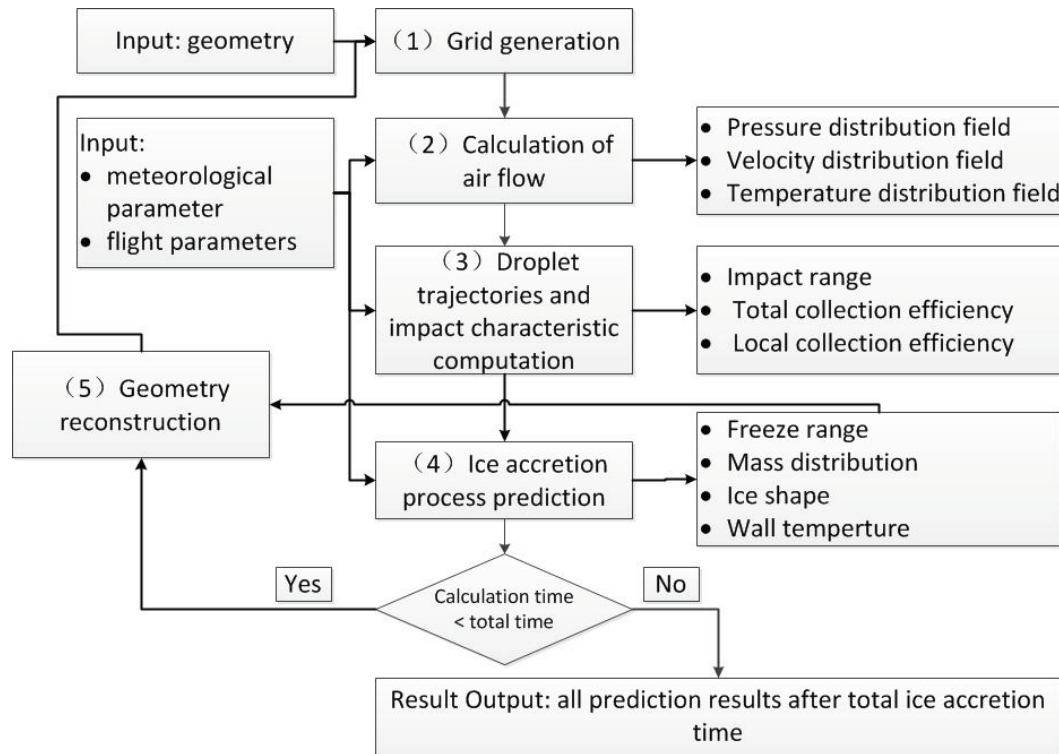 Input: geometry
（1）Grid generation
Input:
• meteorological
parameter
• flight parameters
（2）Calculation of
air flow
• Pressure distribution field
• Velocity distribution field
• Temperature distribution field
（3）Droplet
trajectories and
impact characteristic
computation
• Impact range
• Total collection efficiency
• Local collection efficiency
（5）Geometry
reconstruction
（4）Ice accretion
process prediction
• Freeze range
• Mass distribution
• Ice shape
• Wall temperture
Yes
Calculation time
< total time
No
Result Output: all prediction results after total ice accretion
time